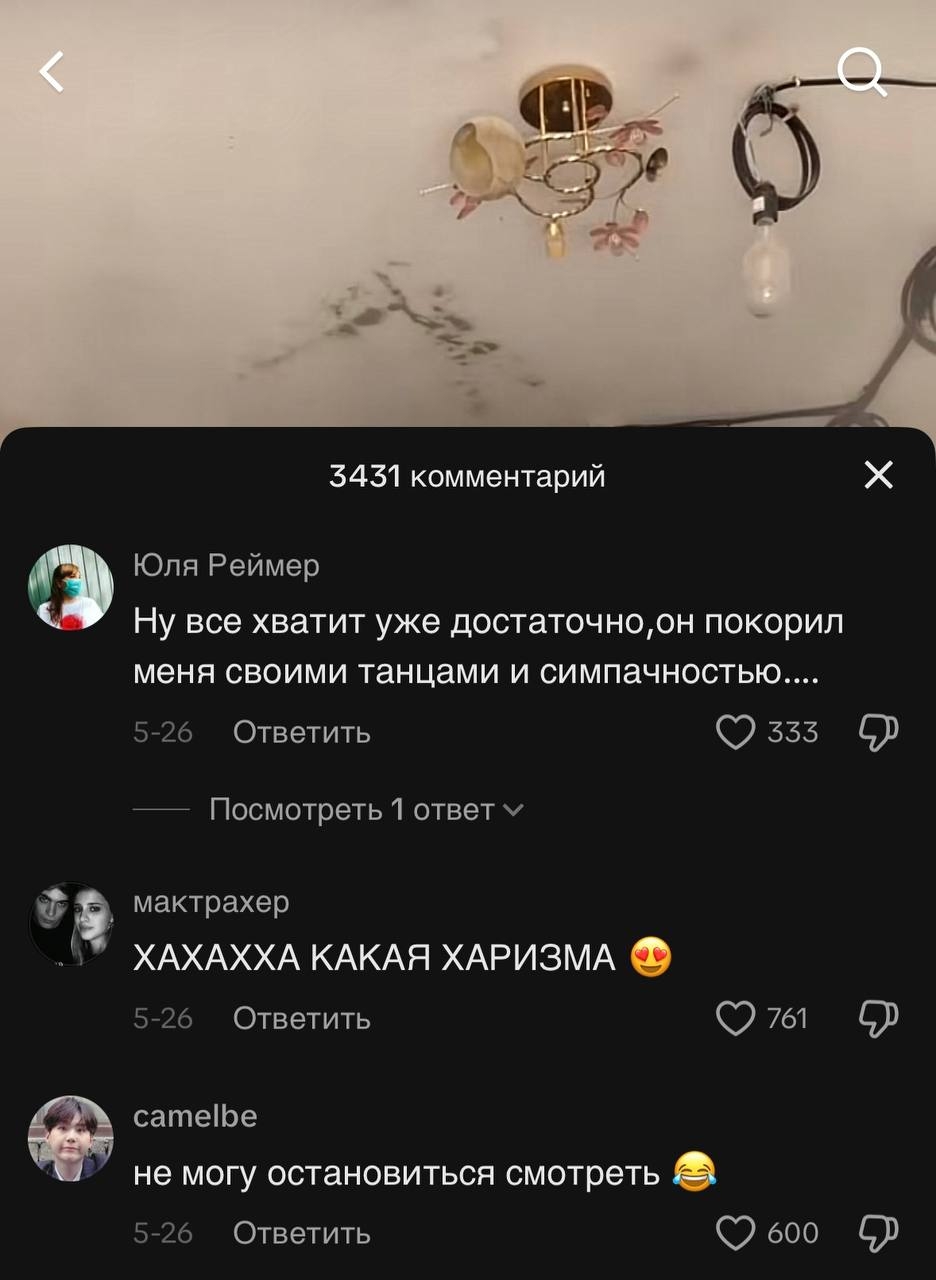 3431 комментарий
Юля Реймер
Ну все хватит уже достаточно,он покорил
меня своими танцами и симпачностью....
5-26 Ответить 333
Посмотреть 1 ответ
мактрахер
ХАХАХХА КАКАЯ ХАРИЗМА 😍
5-26 Ответить 761
camelbe
не могу остановиться смотреть 😂
5-26 Ответить 600